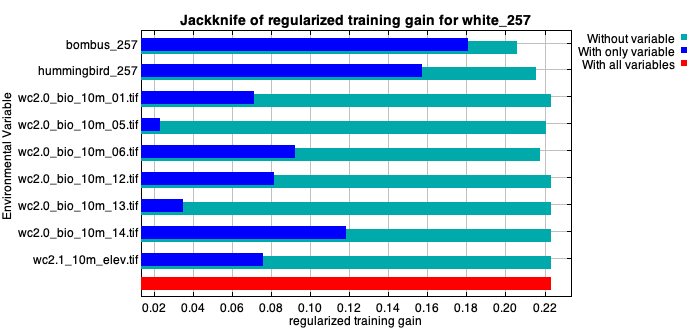 Jackknife of regularized training gain for white_257
Without variable
With only variable
With all variables
Environmental Variable
bombus_257
hummingbird_257
wc2.0_bio_10m_01.tif
wc2.0_bio_10m_05.tif
wc2.0_bio_10m_06.tif
wc2.0_bio_10m_12.tif
wc2.0_bio_10m_13.tif
wc2.0_bio_10m_14.tif
wc2.1_10m_elev.tif
0.02 0.04 0.06 0.08 0.10 0.12 0.14 0.16 0.18 0.20 0.22
regularized training gain